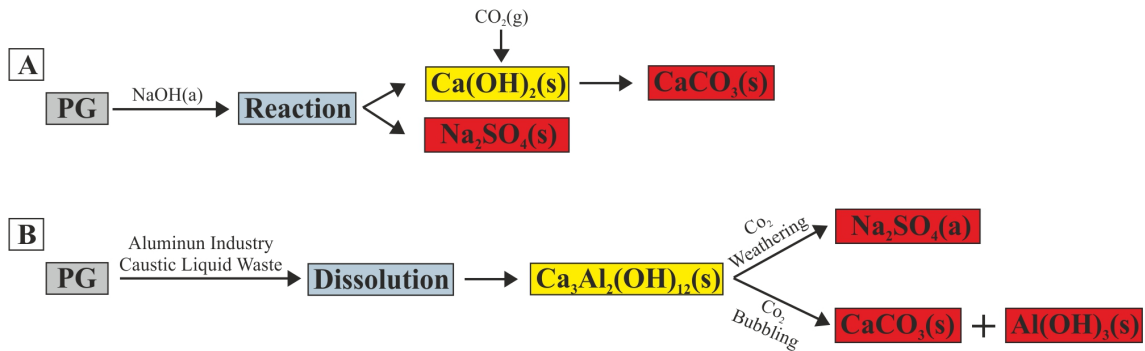 CO₂(g)
A
PG
NaOH(a)
Reaction
Ca(OH)₂(s)
CaCO₃(s)
Na₂SO₄(s)
B
PG
Aluminun Industry
Caustic Liquid Waste
Dissolution
Ca₃Al₂(OH)₁₂(s)
Co₂
Weathering
Na₂SO₄(a)
Co₂
Bubbling
CaCO₃(s) + Al(OH)₃(s)